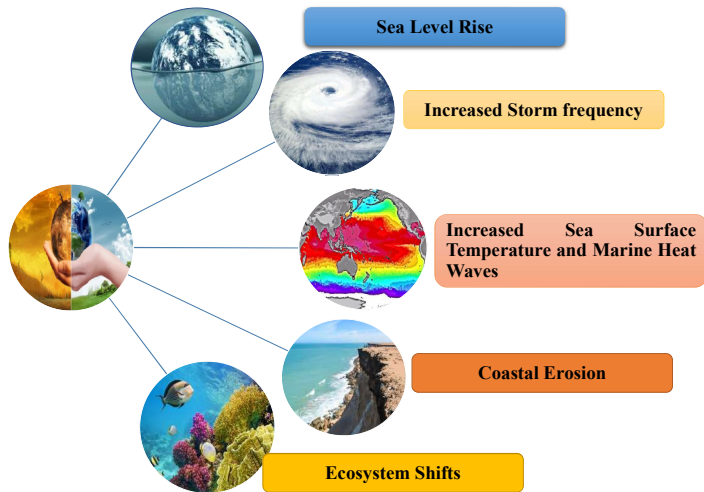 Sea Level Rise
Increased Storm frequency
Increased Sea Surface
Temperature and Marine Heat
Waves
Coastal Erosion
Ecosystem Shifts